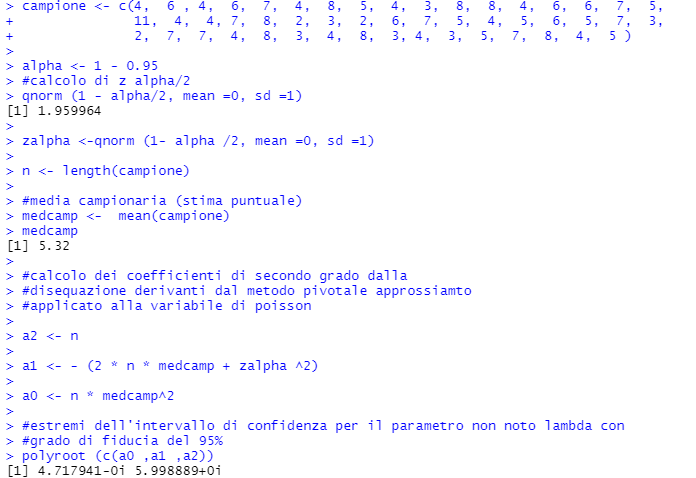 > campione <- c(4, 6 , 4, 6, 7, 4, 8, 5, 4, 3, 8, 8, 4, 6, 6, 7, 5,
+ 11, 4, 4, 7, 8, 2, 3, 2, 6, 7, 5, 4, 5, 6, 5, 7, 3,
+ 2, 7, 7, 4, 8, 3, 4, 8, 3, 4, 3, 5, 7, 8, 4, 5 )
>
> alpha <- 1 - 0.95
> #calcolo di z alpha/2
> qnorm (1 - alpha/2, mean =0, sd =1)
[1] 1.959964
>
> zalpha <-qnorm (1- alpha /2, mean =0, sd =1)
>
> n <- length(campione)
>
> #media campionaria (stima puntuale)
> medcamp <- mean(campione)
> medcamp
[1] 5.32
>
> #calcolo dei coefficienti di secondo grado dalla
> #disequazione derivanti dal metodo pivotale approssiamto
> #applicato alla variabile di poisson
>
> a2 <- n
>
> a1 <- - (2 * n * medcamp + zalpha ^2)
>
> a0 <- n * medcamp^2
>
> #estremi dell'intervallo di confidenza per il parametro non noto lambda con
> #grado di fiducia del 95%
> polyroot (c(a0 ,a1 ,a2))
[1] 4.717941-0i 5.998889+0i